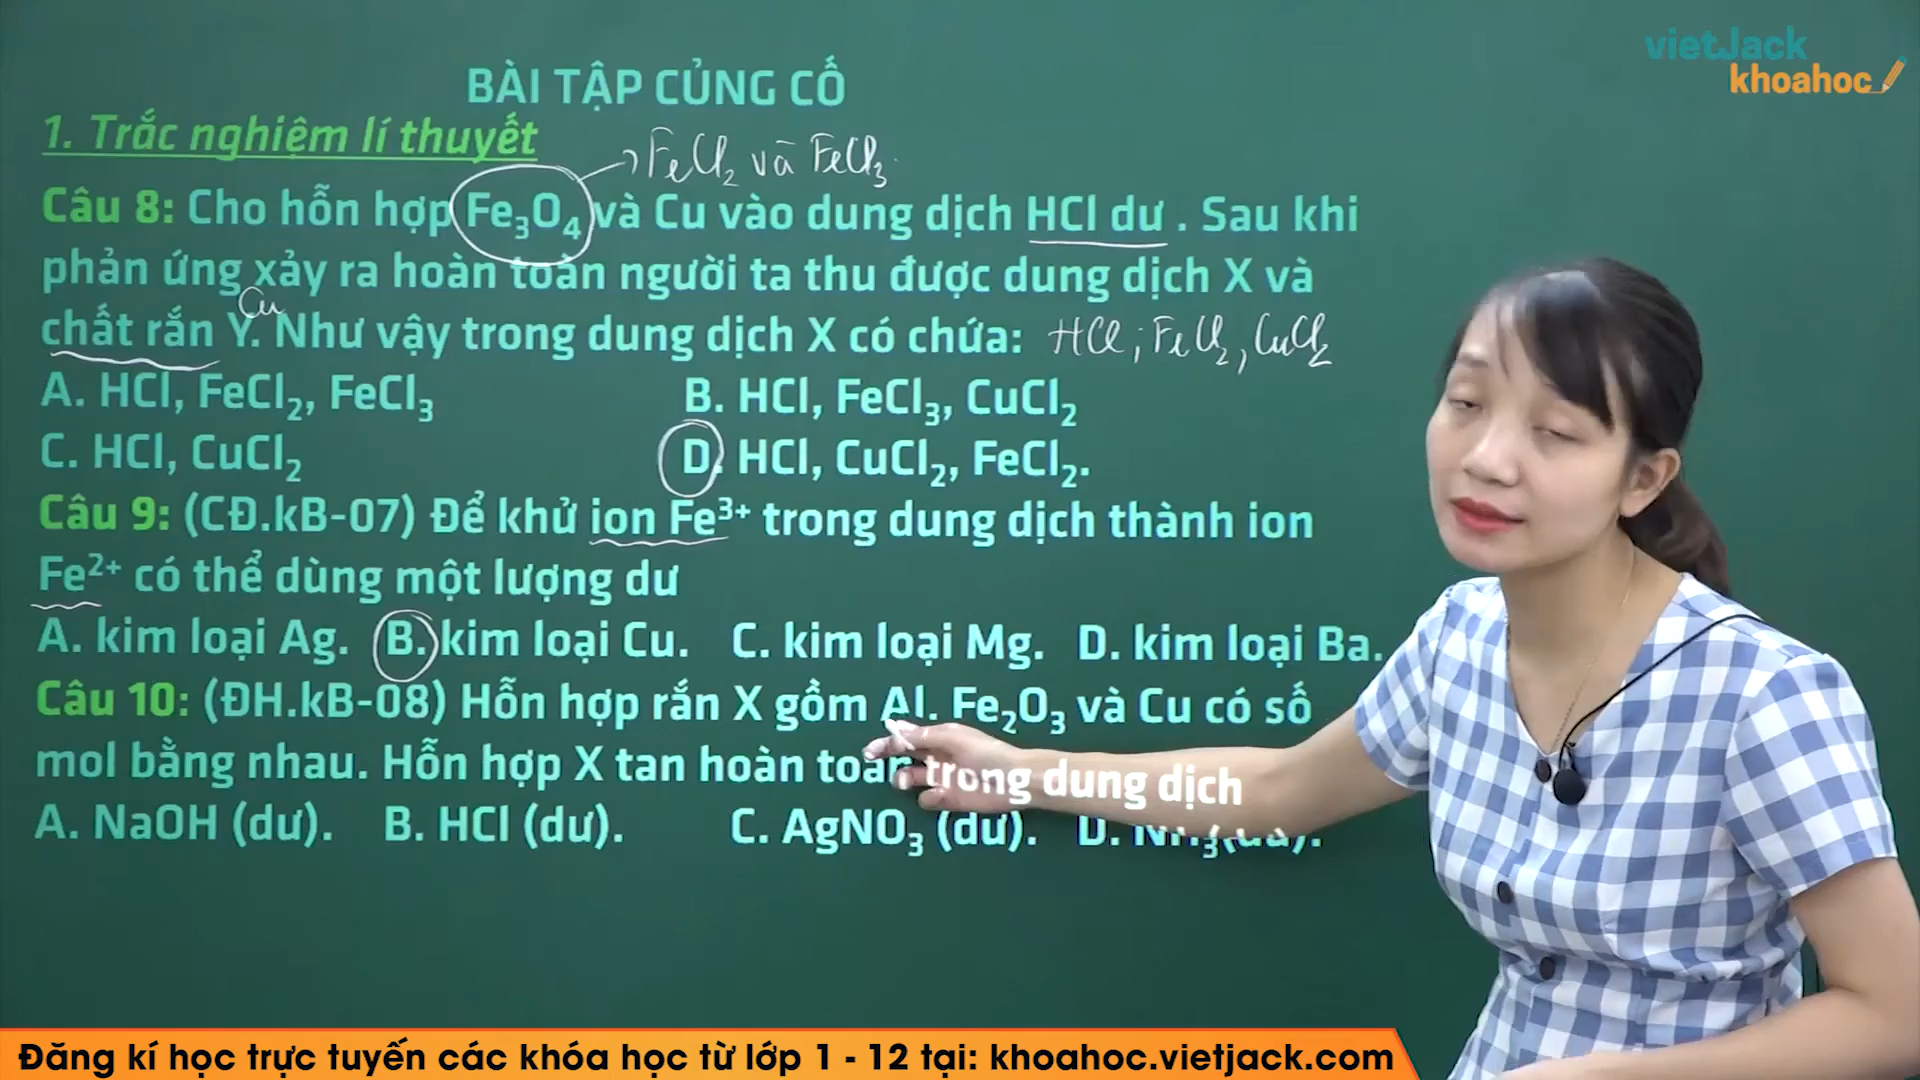 vietJack
khoahoc
BÀI TẬP CỦNG CỐ
1. Trắc nghiệm lí thuyết
FeCl₂ và FeCl₃
Câu 8: Cho hỗn hợp Fe₃O₄ và Cu vào dung dịch HCl dư . Sau khi
phản ứng xảy ra hoàn toàn người ta thu được dung dịch X và
Cu
chất rắn Y. Như vậy trong dung dịch X có chứa: HCl; FeCl₂, CuCl₂
A. HCl, FeCl₂, FeCl₃ B. HCl, FeCl₃, CuCl₂
C. HCl, CuCl₂ D. HCl, CuCl₂, FeCl₂.
Câu 9: (CĐ.kB-07) Để khử ion Fe³⁺ trong dung dịch thành ion
Fe²⁺ có thể dùng một lượng dư
A. kim loại Ag. B. kim loại Cu. C. kim loại Mg. D. kim loại Ba.
Câu 10: (ĐH.kB-08) Hỗn hợp rắn X gồm Al, Fe₂O₃ và Cu có số
mol bằng nhau. Hỗn hợp X tan hoàn toàn trong dung dịch
A. NaOH (dư). B. HCl (dư). C. AgNO₃ (dư). D. NH₃(dư).
Đăng kí học trực tuyến các khóa học từ lớp 1 - 12 tại: khoahoc.vietjack.com